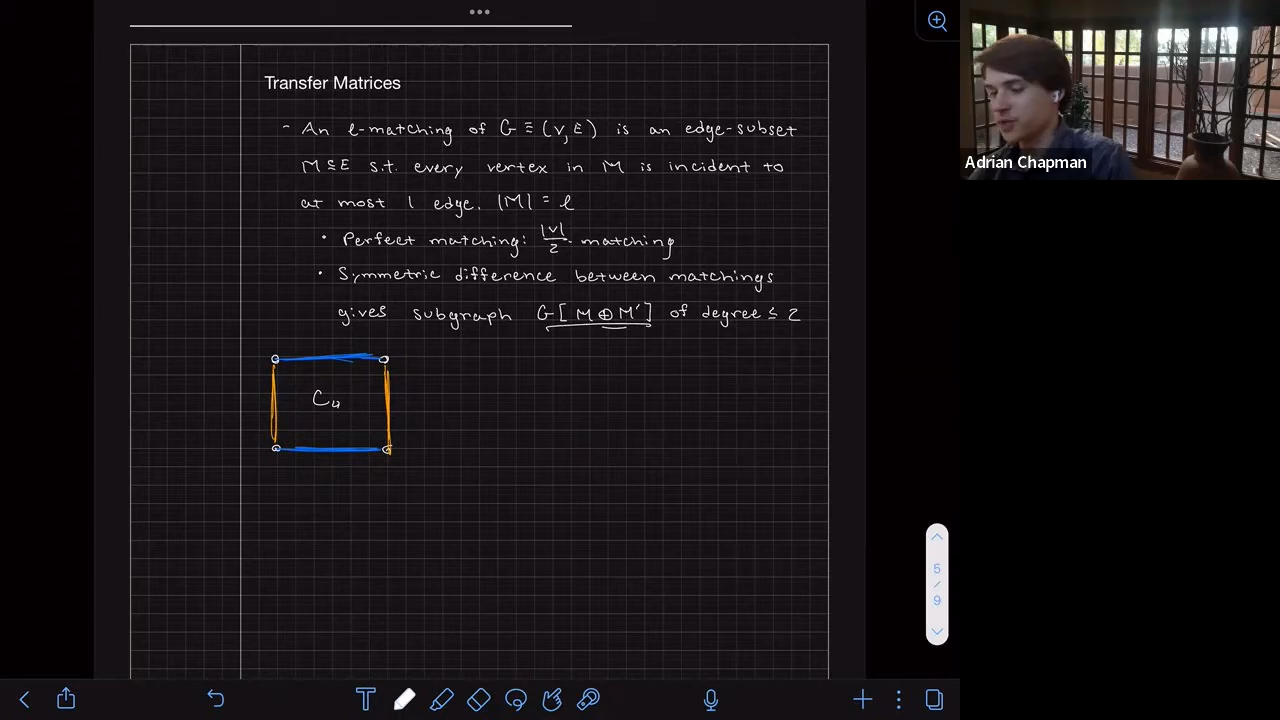 Transfer Matrices
- An ℓ-matching of G ≡ (V, E) is an edge-subset
M ⊆ E s.t. every vertex in M is incident to
at most 1 edge. |M| = ℓ
• Perfect matching: |V|/2 - matching
• Symmetric difference between matchings
gives subgraph G[M ⊕ M'] of degree ≤ 2
C4
Adrian Chapman
5
/
9
T